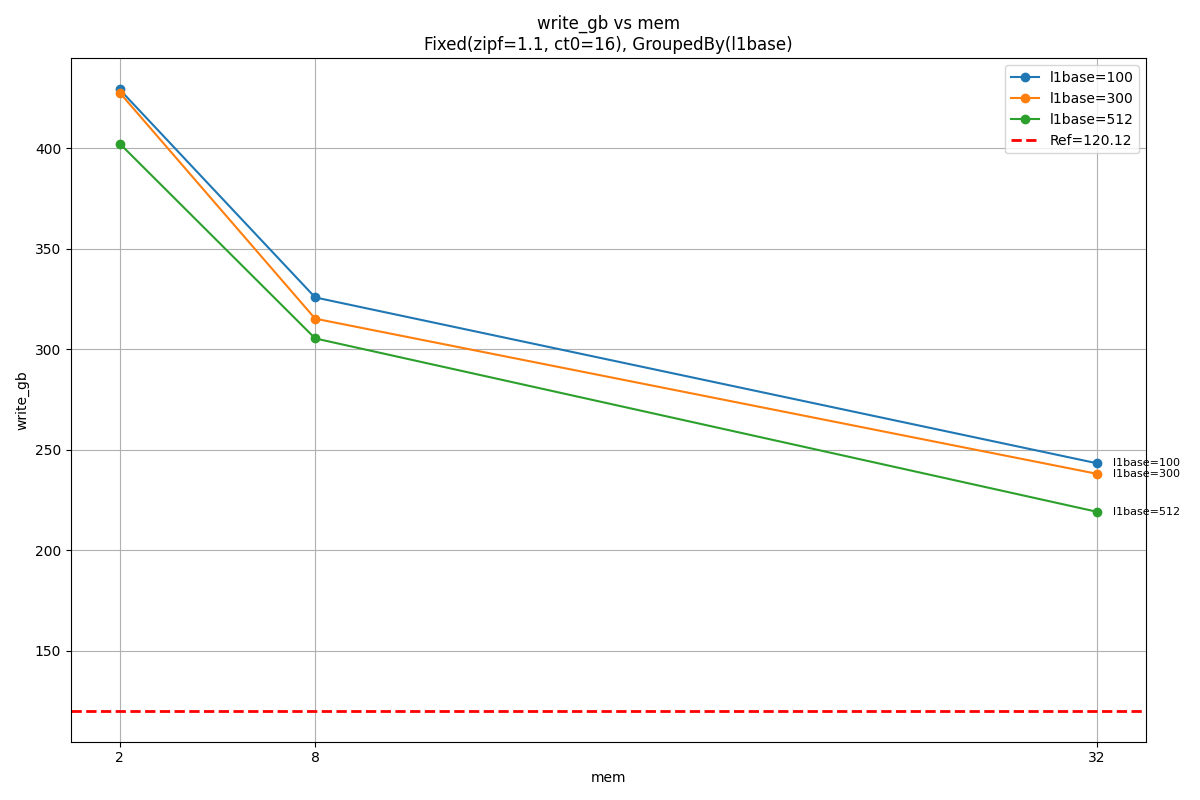 write_gb vs mem
Fixed(zipf=1.1, ct0=16), GroupedBy(l1base)
l1base=100
l1base=300
l1base=512
Ref=120.12
400
350
300
250
200
150
write_gb
l1base=100
l1base=300
l1base=512
2
8
32
mem